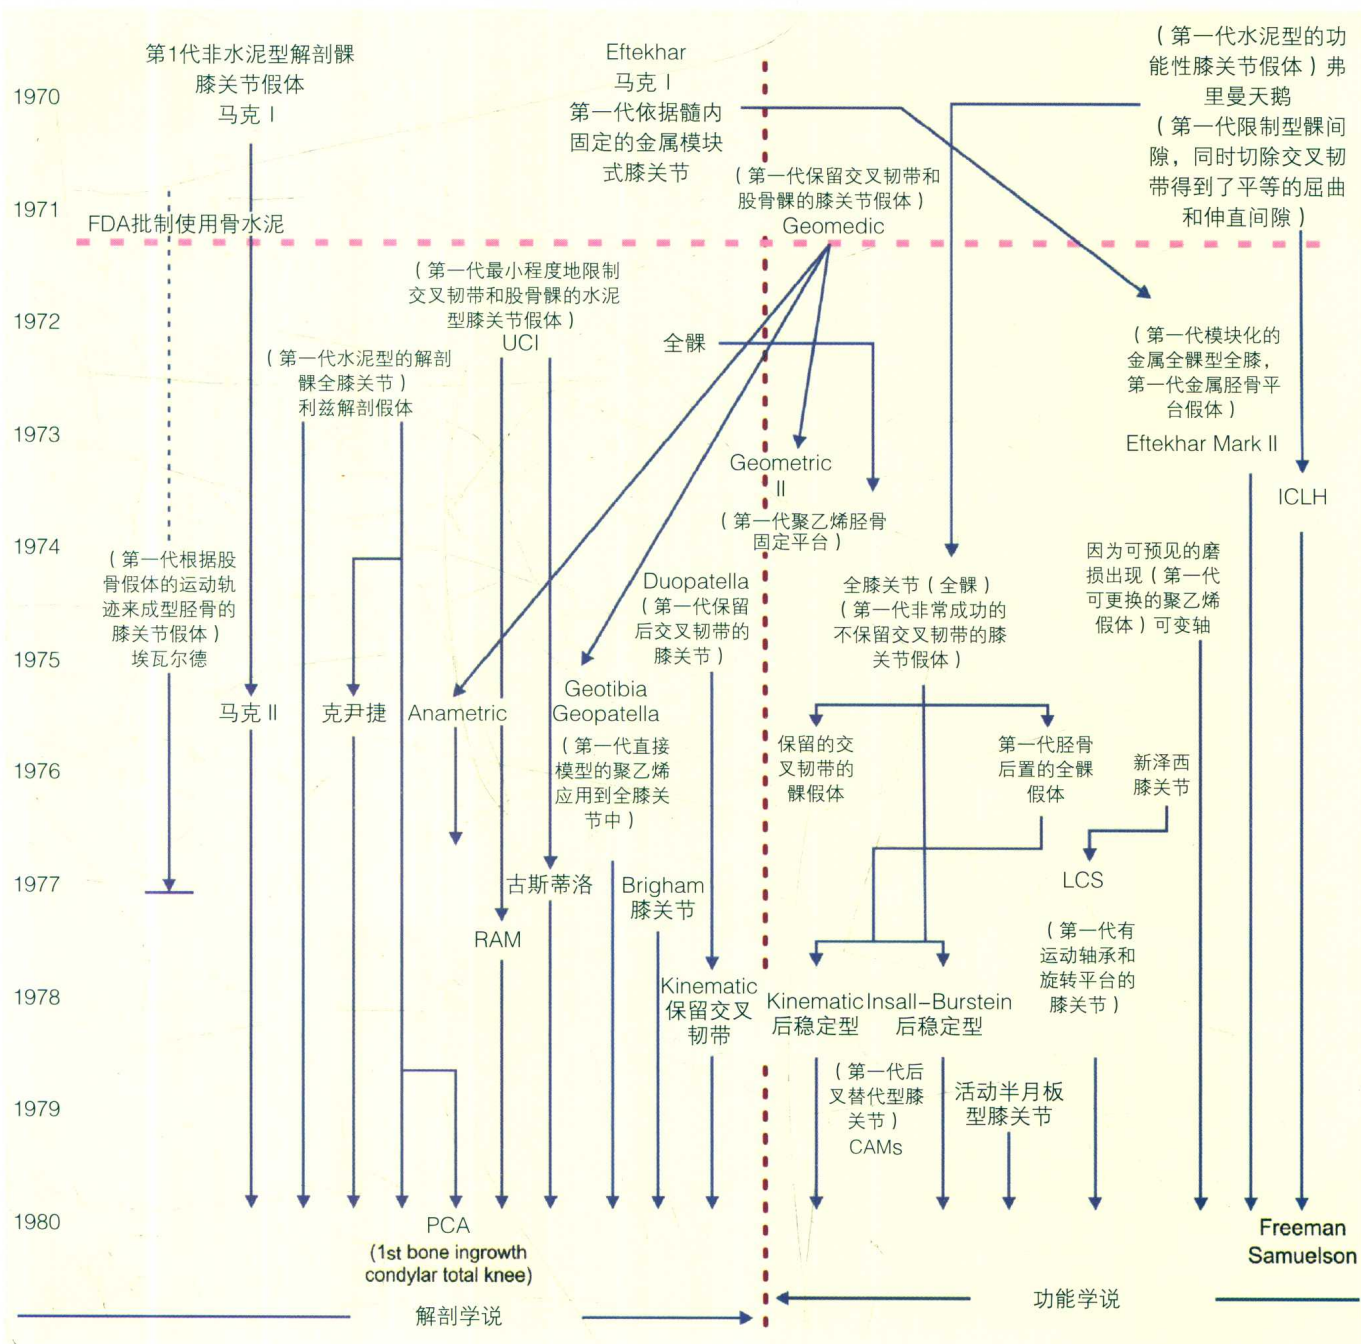 第1代非水泥型解剖髁
膝关节假体
马克 I
Eftekhar
马克 I
第一代依据髓内
固定的金属模块
式膝关节
（第一代水泥型的功
能性膝关节假体）弗
里曼天鹅
（第一代限制型髁间
隙，同时切除交叉韧
带得到了平等的屈曲
和伸直间隙）
1970
（第一代保留交叉韧带和
股骨髁的膝关节假体）
Geomedic
1971
FDA批制使用骨水泥
（第一代最小程度地限制
交叉韧带和股骨髁的水泥
型膝关节假体）
UCI
1972
全髁
（第一代模块化的
金属全髁型全膝，
第一代金属胫骨平
台假体）
Eftekhar Mark II
（第一代水泥型的解剖
髁全膝关节）
利兹解剖假体
1973
Geometric
II
（第一代聚乙烯胫骨
固定平台）
ICLH
1974
（第一代根据股
骨假体的运动轨
迹来成型胫骨的
膝关节假体）
埃瓦尔德
Duopatella
（第一代保留
后交叉韧带的
膝关节）
全膝关节（全髁）
（第一代非常成功的
不保留交叉韧带的膝
关节假体）
因为可预见的磨
损出现（第一代
可更换的聚乙烯
假体）可变轴
1975
马克 II
克尹捷
Anametric
Geotibia
Geopatella
（第一代直接
模型的聚乙烯
应用到全膝关
节中）
保留的交
叉韧带的
髁假体
第一代胫骨
后置的全髁
假体
新泽西
膝关节
1976
1977
古斯蒂洛
Brigham
膝关节
LCS
RAM
（第一代有
运动轴承和
旋转平台的
膝关节）
1978
Kinematic
保留交叉
韧带
Kinematic
后稳定型
Insall-Burstein
后稳定型
（第一代后
叉替代型膝
关节）
CAMs
活动半月板
型膝关节
1979
1980
PCA
(1st bone ingrowth
condylar total knee)
Freeman
Samuelson
解剖学说
功能学说